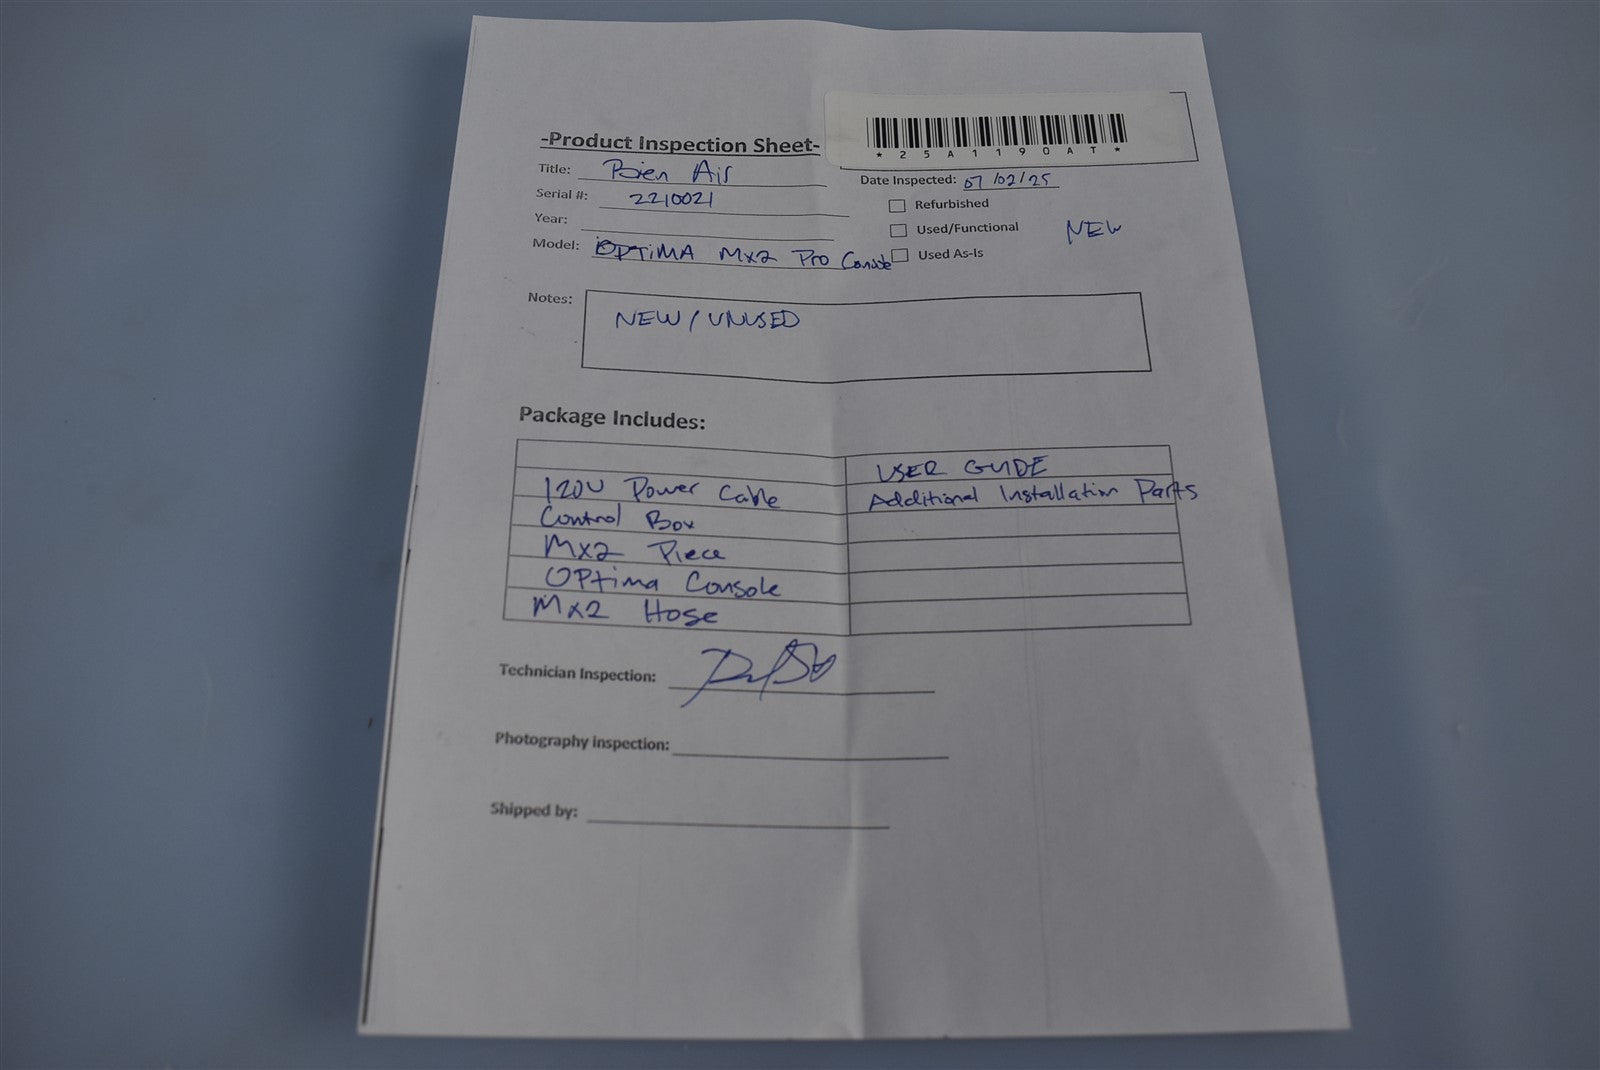 -Product Inspection Sheet-
*25A1190AT*
Title: Bien Air
Date Inspected: 07/02/25
Serial #: 2210021
Refurbished
Year:
Used/Functional NEW
Model: OPTiMA Mx2 Pro Console
Used As-Is
Notes: NEW/UNUSED
Package Includes:
USER GUIDE
120V Power Cable Additional Installation Parts
Control Box
Mx2 Piece
OPtima Console
Mx2 Hose
Technician Inspection:
Photography inspection:
Shipped by: